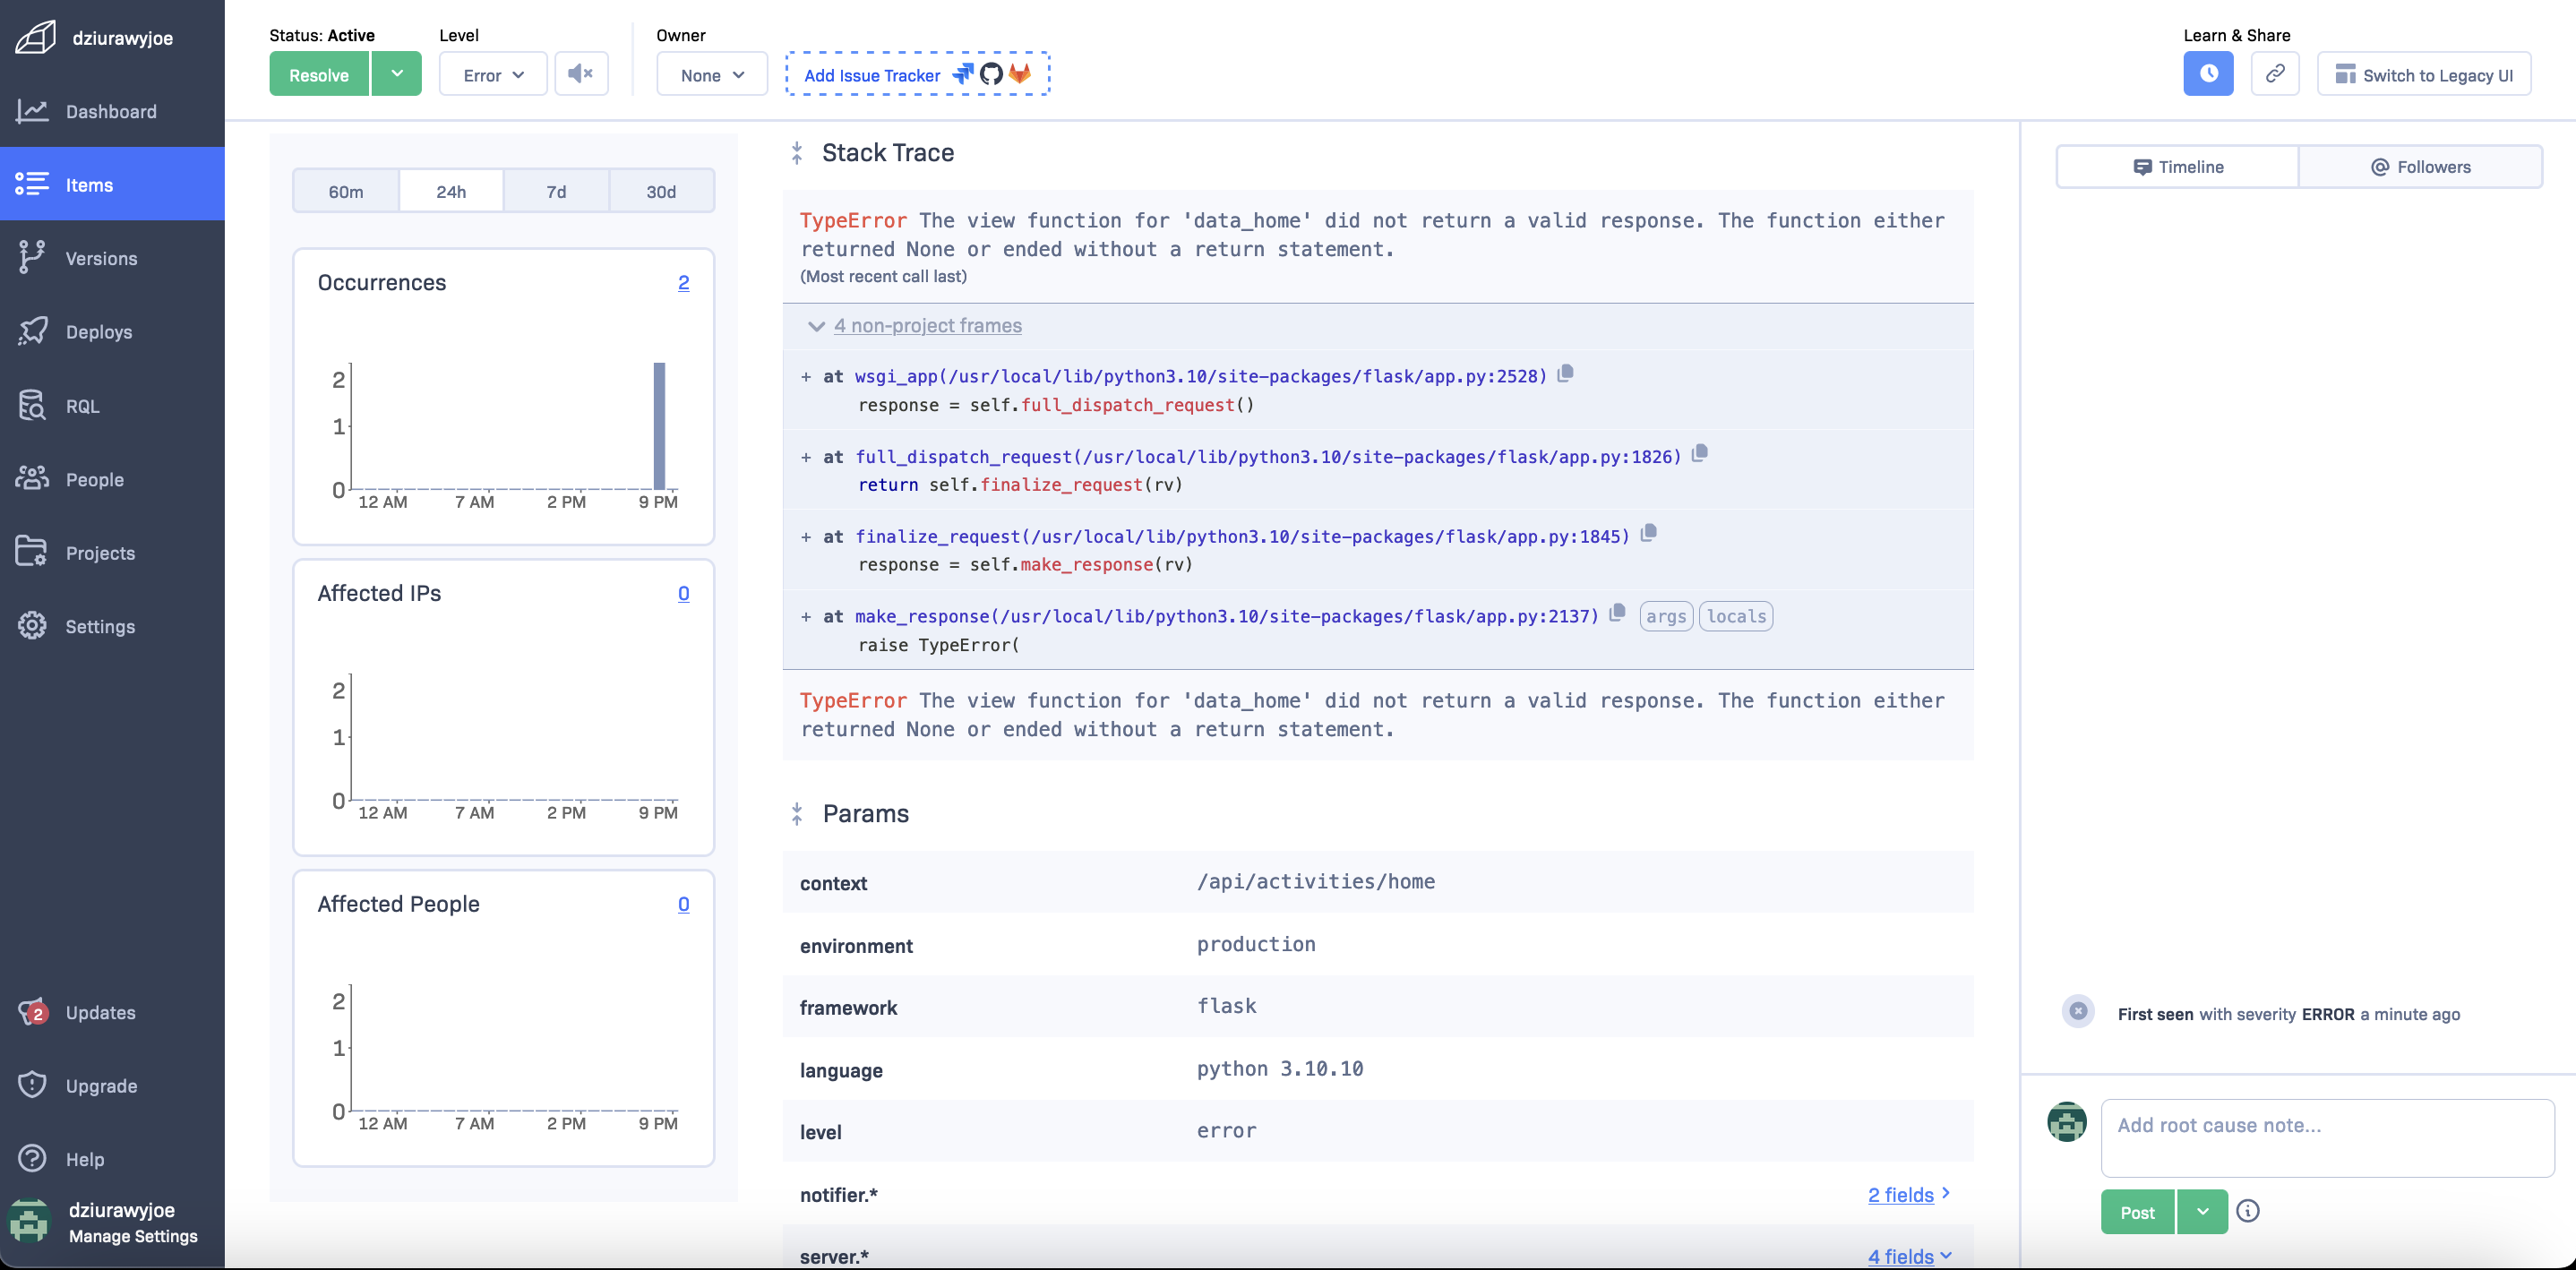 dziurawyjoe
Dashboard
Items
Versions
Deploys
RQL
People
Projects
Settings
2
Updates
Upgrade
Help
dziurawyjoe
Manage Settings
Status: Active
Resolve
Level
Error
Owner
None
Add Issue Tracker
Learn & Share
Switch to Legacy UI
60m 24h 7d 30d
Occurrences 2
2
1
0
12 AM 7 AM 2 PM 9 PM
Affected IPs 0
2
1
0
12 AM 7 AM 2 PM 9 PM
Affected People 0
2
1
0
12 AM 7 AM 2 PM 9 PM
Stack Trace
TypeError The view function for 'data_home' did not return a valid response. The function either
returned None or ended without a return statement.
(Most recent call last)
4 non-project frames
+ at wsgi_app(/usr/local/lib/python3.10/site-packages/flask/app.py:2528)
response = self.full_dispatch_request()
+ at full_dispatch_request(/usr/local/lib/python3.10/site-packages/flask/app.py:1826)
return self.finalize_request(rv)
+ at finalize_request(/usr/local/lib/python3.10/site-packages/flask/app.py:1845)
response = self.make_response(rv)
+ at make_response(/usr/local/lib/python3.10/site-packages/flask/app.py:2137) args locals
raise TypeError(
TypeError The view function for 'data_home' did not return a valid response. The function either
returned None or ended without a return statement.
Params
context /api/activities/home
environment production
framework flask
language python 3.10.10
level error
notifier.* 2 fields
server.* 4 fields
Timeline
@ Followers
First seen with severity ERROR a minute ago
Add root cause note...
Post